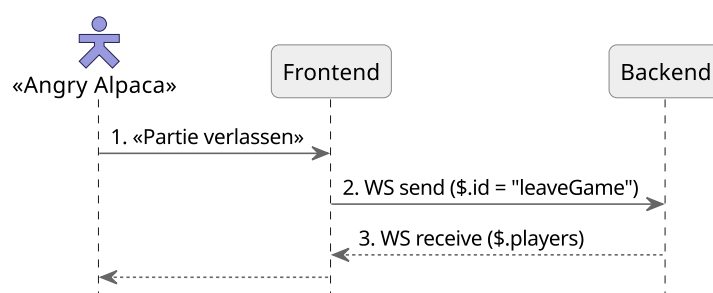 «Angry Alpaca»
Frontend
Backend
1. «Partie verlassen»
2. WS send ($.id = "leaveGame")
3. WS receive ($.players)